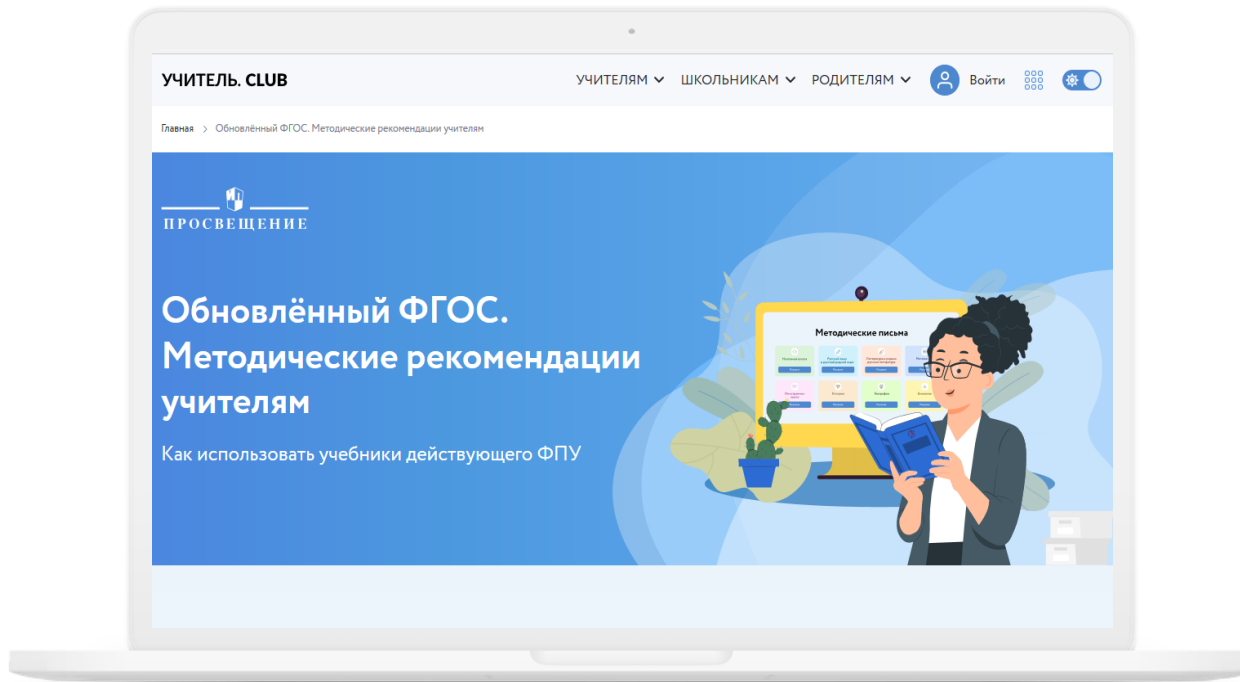 УЧИТЕЛЬ. CLUB
УЧИТЕЛЯМ
ШКОЛЬНИКАМ
РОДИТЕЛЯМ
Войти
Главная > Обновлённый ФГОС. Методические рекомендации учителям
ПРОСВЕЩЕНИЕ
Обновлённый ФГОС.
Методические рекомендации
учителям
Как использовать учебники действующего ФПУ
Методические письма